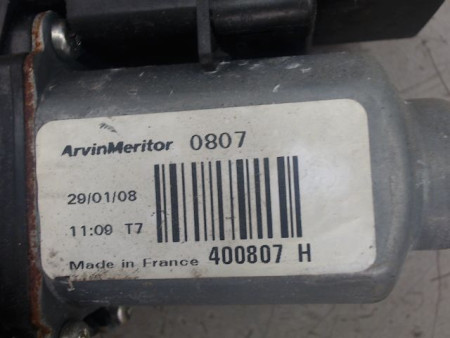 ArvinMeritor 0807
29/01/08
11:09 T7
Made in France 400807 H